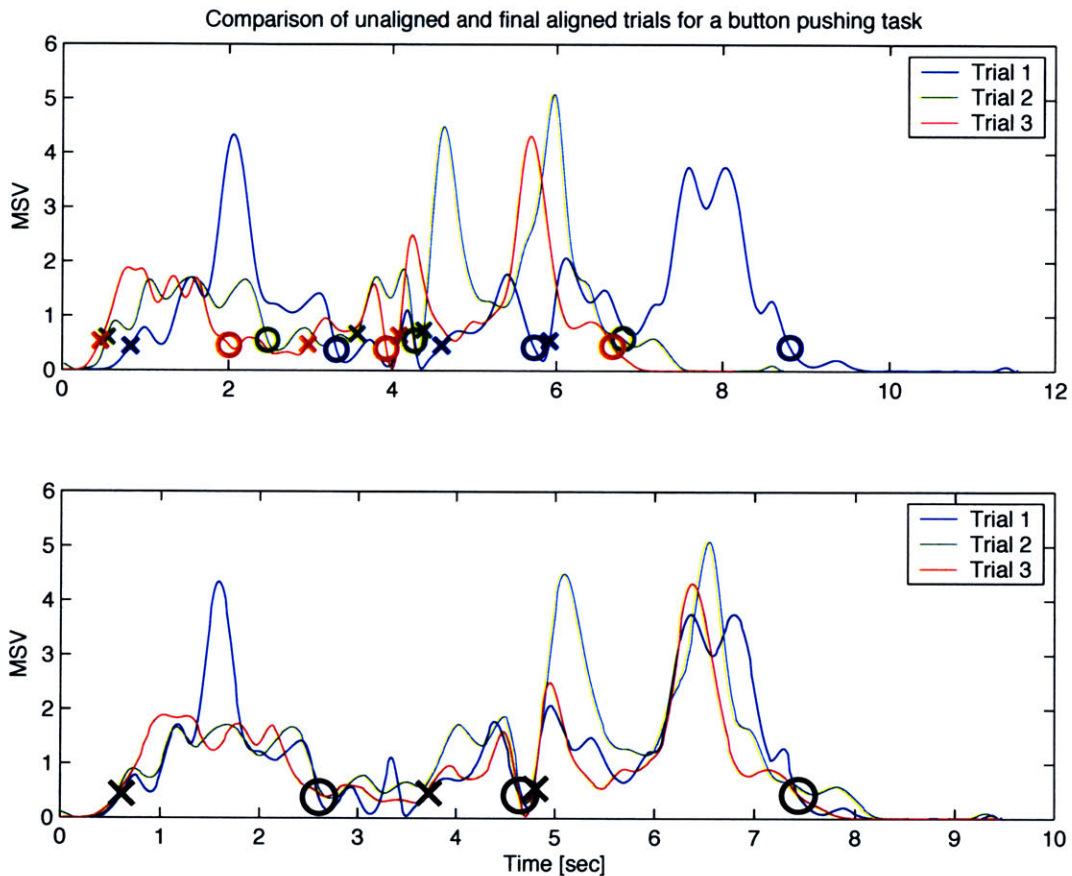 Comparison of unaligned and final aligned trials for a button pushing task
6
5
4
3
2
1
0
MSV
Trial 1
Trial 2
Trial 3
0 2 4 6 8 10 12
6
5
4
3
2
1
0
MSV
Trial 1
Trial 2
Trial 3
0 1 2 3 4 5 6 7 8 9 10
Time [sec]